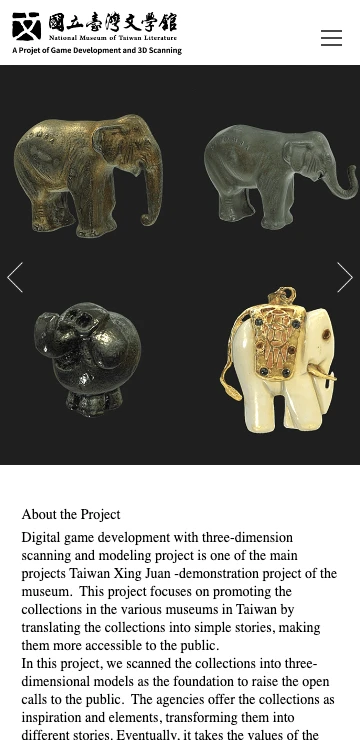 國立臺灣文學館
National Museum of Taiwan Literature
A Projet of Game Development and 3D Scanning
About the Project
Digital game development with three-dimension
scanning and modeling project is one of the main
projects Taiwan Xing Juan -demonstration project of the
museum.  This project focuses on promoting the
collections in the various museums in Taiwan by
translating the collections into simple stories, making
them more accessible to the public.
In this project, we scanned the collections into three-
dimensional models as the foundation to raise the open
calls to the public.  The agencies offer the collections as
inspiration and elements, transforming them into
different stories. Eventually, it takes the values of the